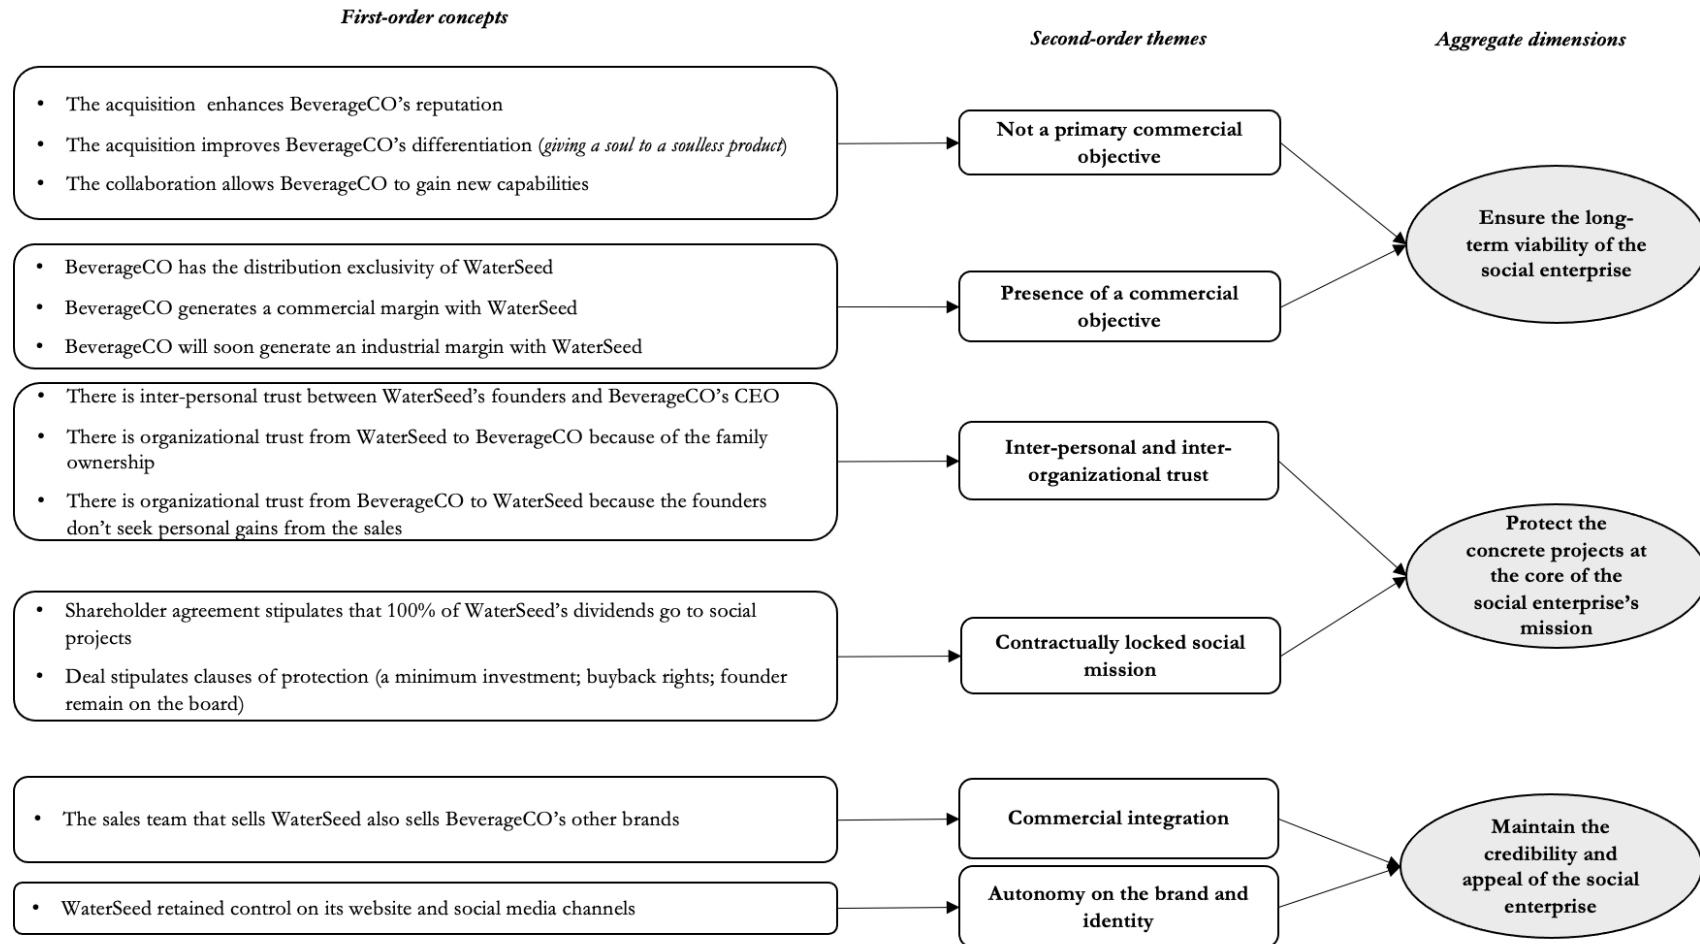 First-order concepts
Second-order themes
Aggregate dimensions
• The acquisition enhances BeverageCO’s reputation
• The acquisition improves BeverageCO’s differentiation (giving a soul to a soulless product)
• The collaboration allows BeverageCO to gain new capabilities
Not a primary commercial
objective
• BeverageCO has the distribution exclusivity of WaterSeed
• BeverageCO generates a commercial margin with WaterSeed
• BeverageCO will soon generate an industrial margin with WaterSeed
Presence of a commercial
objective
Ensure the long-
term viability of the
social enterprise
• There is inter-personal trust between WaterSeed’s founders and BeverageCO’s CEO
• There is organizational trust from WaterSeed to BeverageCO because of the family
ownership
• There is organizational trust from BeverageCO to WaterSeed because the founders
don’t seek personal gains from the sales
Inter-personal and inter-
organizational trust
• Shareholder agreement stipulates that 100% of WaterSeed’s dividends go to social
projects
• Deal stipulates clauses of protection (a minimum investment; buyback rights; founder
remain on the board)
Contractually locked social
mission
Protect the
concrete projects at
the core of the
social enterprise’s
mission
• The sales team that sells WaterSeed also sells BeverageCO’s other brands
Commercial integration
• WaterSeed retained control on its website and social media channels
Autonomy on the brand and
identity
Maintain the
credibility and
appeal of the social
enterprise